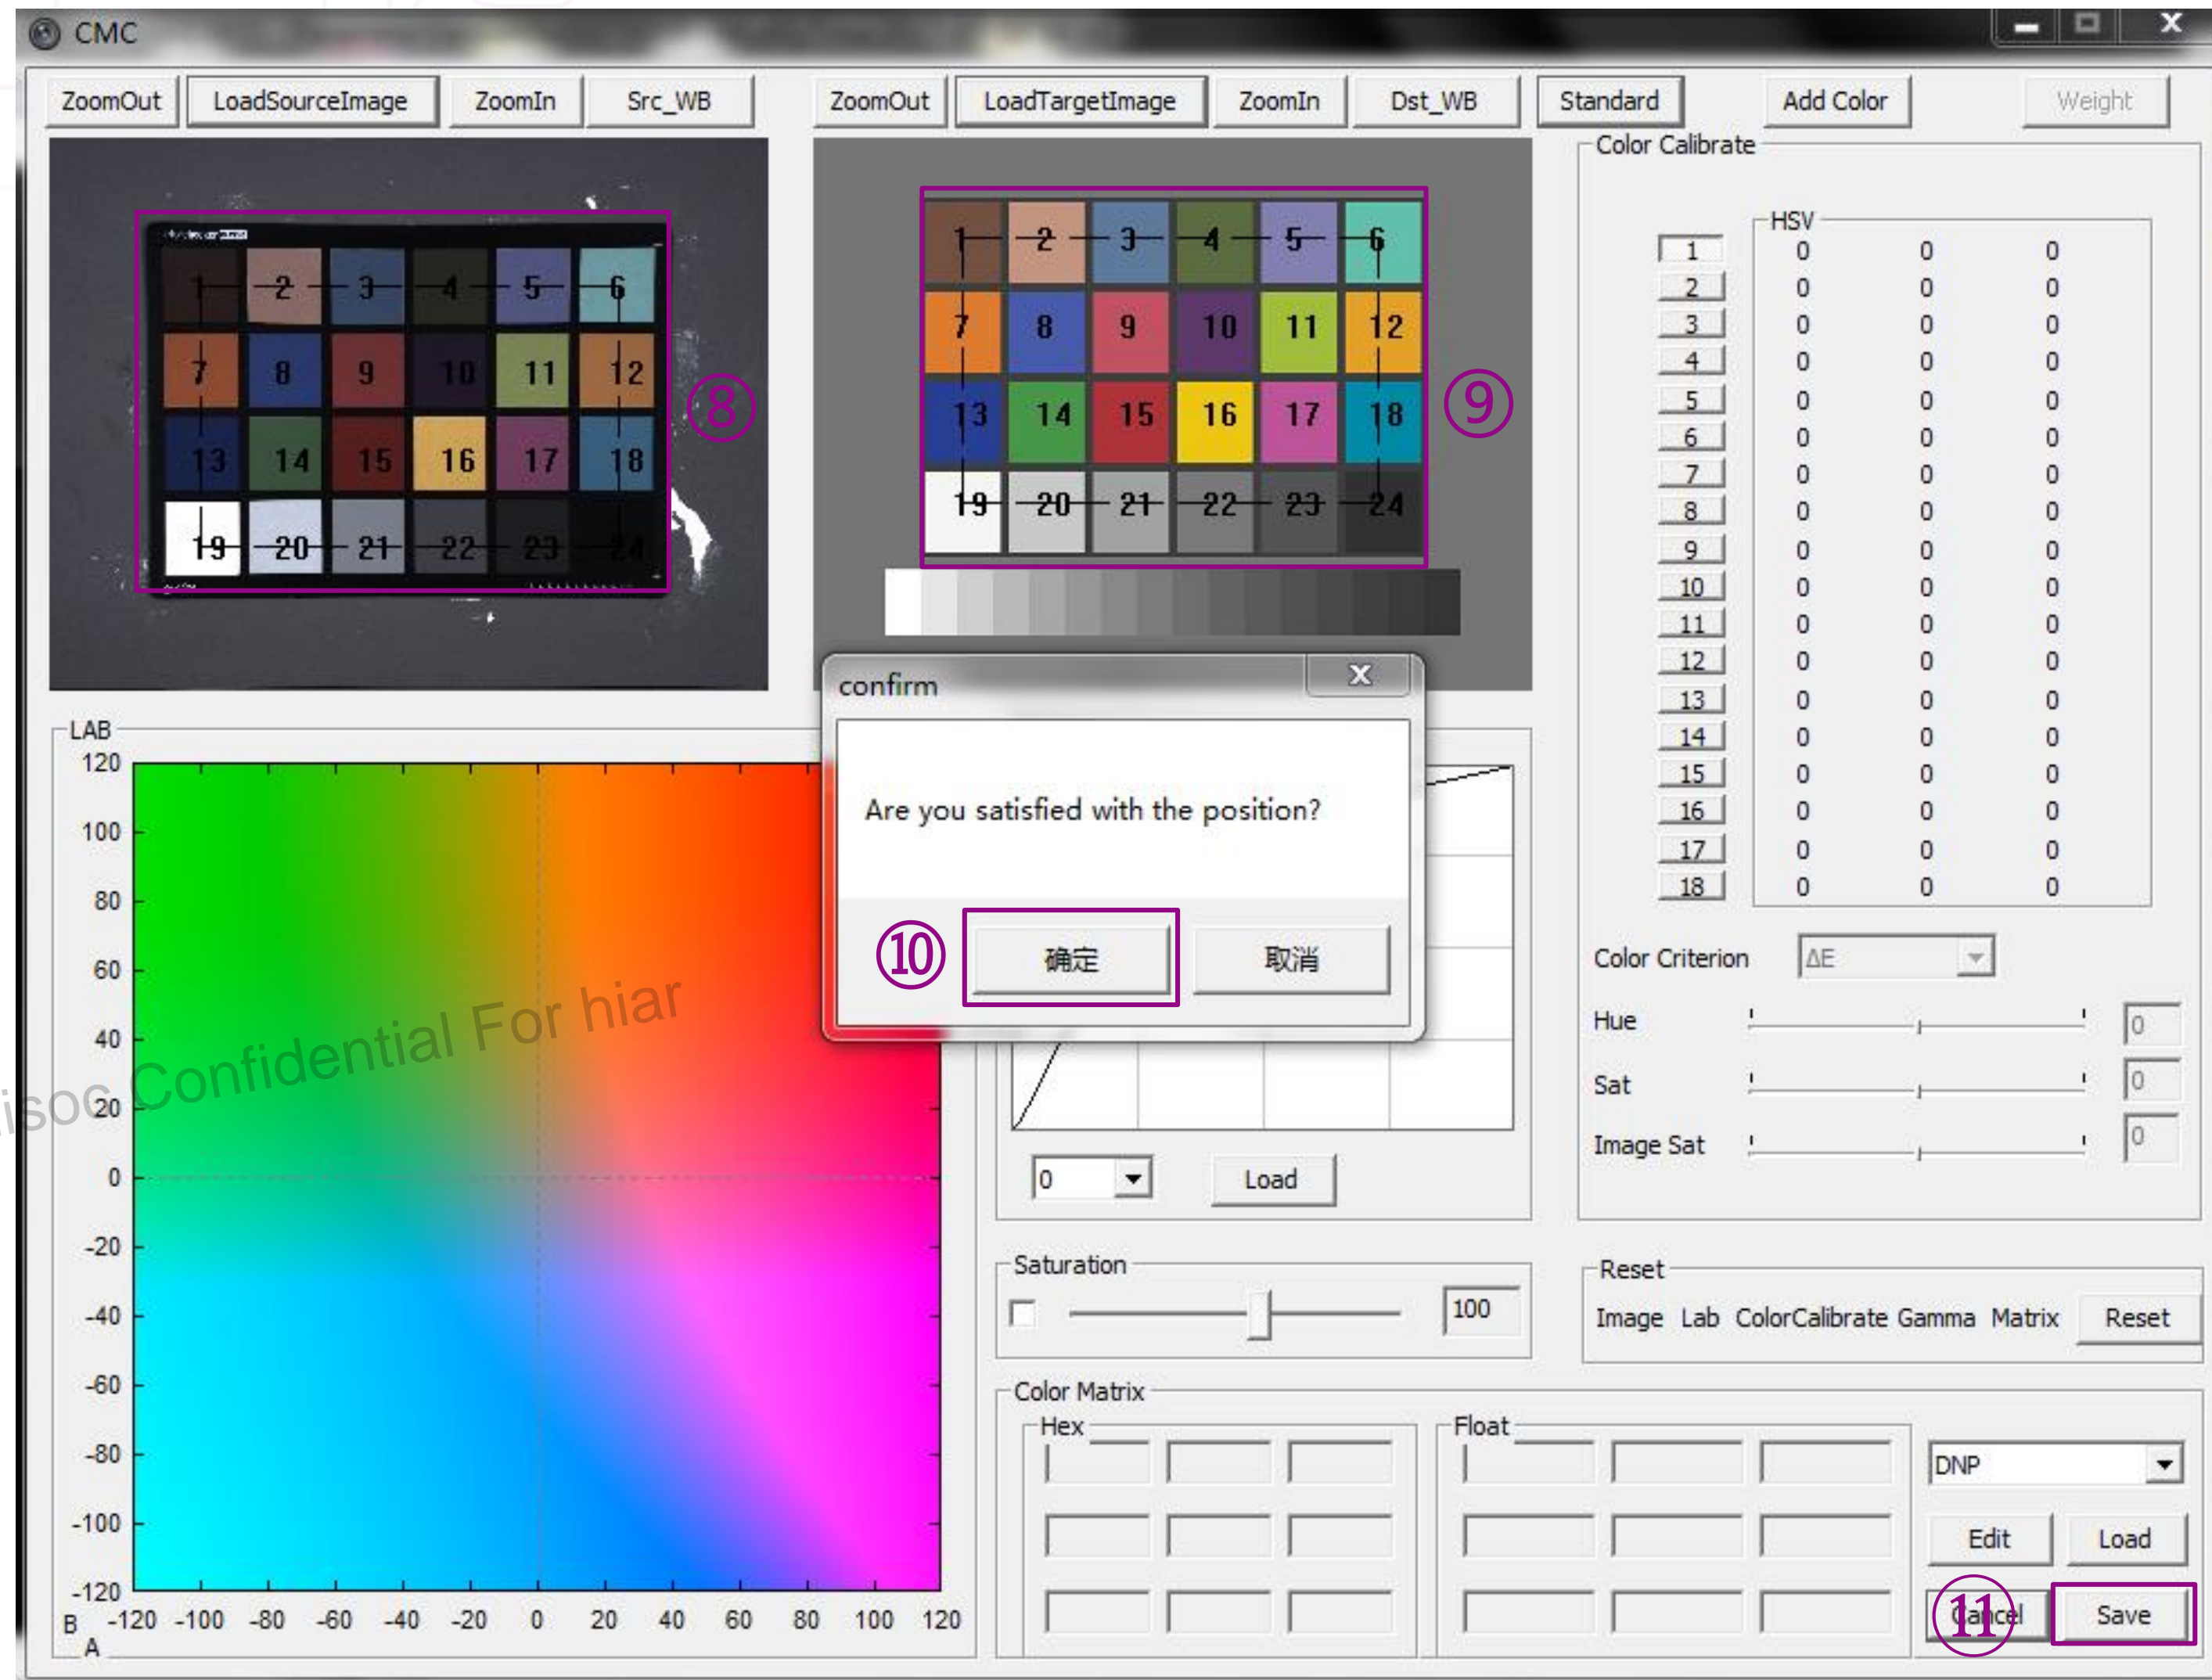 CMC
ZoomOut LoadSourceImage ZoomIn Src_WB ZoomOut LoadTargetImage ZoomIn Dst_WB Standard Add Color Weight
1 2 3 4 5 6
7 8 9 10 11 12
13 14 15 16 17 18
19 20 21 22 23 24
⑧
1 2 3 4 5 6
7 8 9 10 11 12
13 14 15 16 17 18
19 20 21 22 23 24
⑨
Color Calibrate
HSV
1 0 0 0
2 0 0 0
3 0 0 0
4 0 0 0
5 0 0 0
6 0 0 0
7 0 0 0
8 0 0 0
9 0 0 0
10 0 0 0
11 0 0 0
12 0 0 0
13 0 0 0
14 0 0 0
15 0 0 0
16 0 0 0
17 0 0 0
18 0 0 0
Color Criterion ΔE
Hue 0
Sat 0
Image Sat 0
confirm
Are you satisfied with the position?
⑩ 确定 取消
LAB
120
100
80
60
40
20
0
-20
-40
-60
-80
-100
-120
B -120 -100 -80 -60 -40 -20 0 20 40 60 80 100 120
A
isoc Confidential For hiar
0 Load
Saturation
100
Reset
Image Lab ColorCalibrate Gamma Matrix Reset
Color Matrix
Hex Float
DNP
Edit Load
⑪ Cancel Save